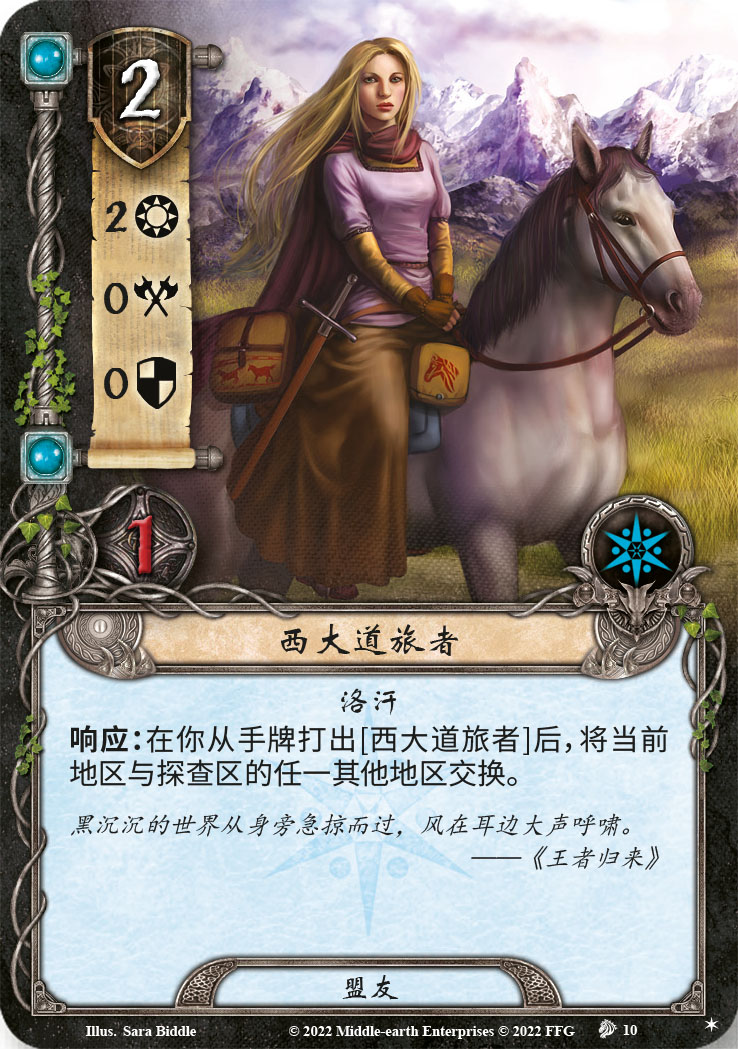 2
2
0
0
1
西大道旅者
洛汗
响应：在你从手牌打出[西大道旅者]后，将当前
地区与探查区的任一其他地区交换。
黑沉沉的世界从身旁急掠而过，风在耳边大声呼啸。
——《王者归来》
盟友
Illus. Sara Biddle © 2022 Middle-earth Enterprises © 2022 FFG 10